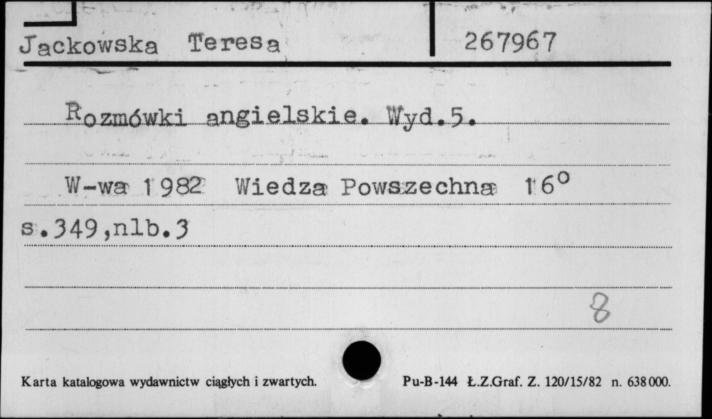 Jackowska Teresa 267967
Rozmówki angielskie. Wyd.5.
W-wa 1982 Wiedza Powszechna 16°
s.349,nlb.3
8
Karta katalogowa wydawnictw ciągłych i zwartych. Pu-B-144 Ł.Z.Graf. Z. 120/15/82 n. 638000.